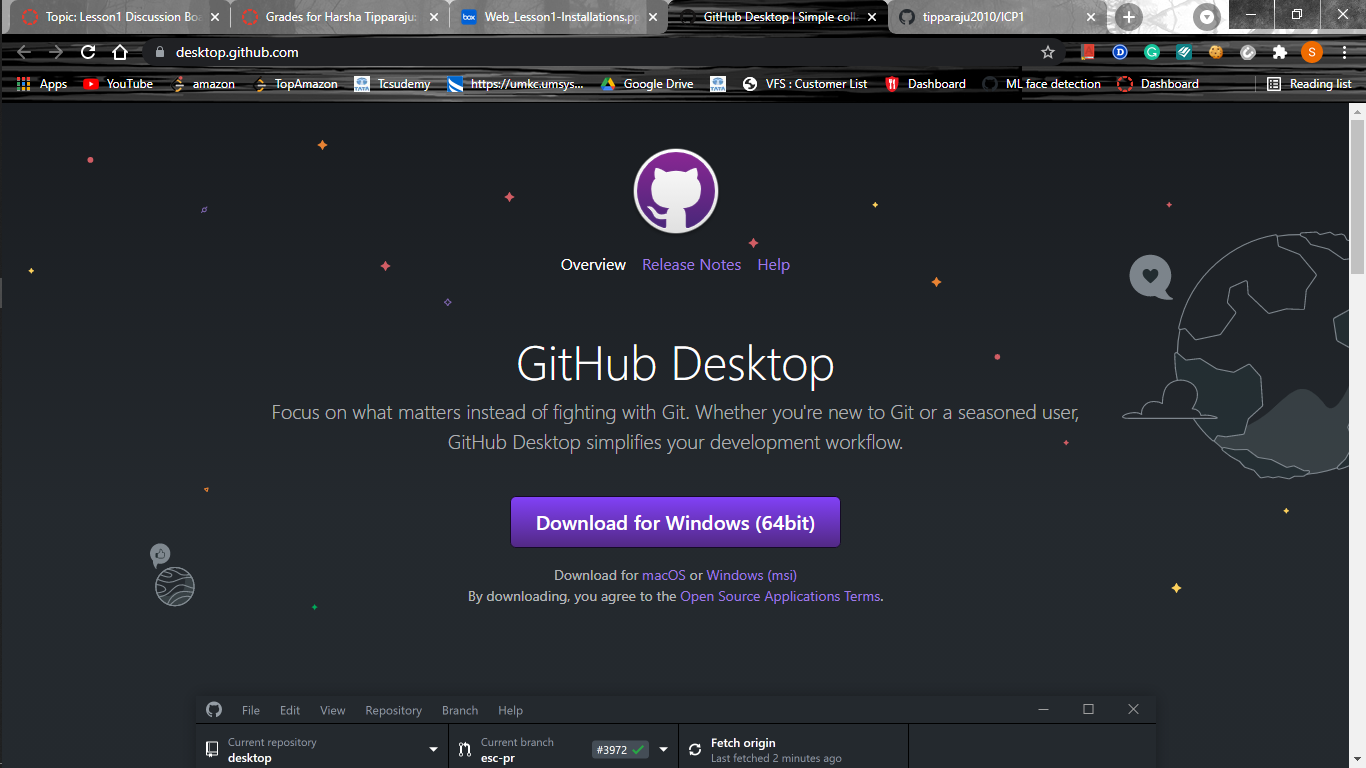 Topic: Lesson1 Discussion Boa
Grades for Harsha Tipparaju:
box
Web_Lesson1-Installations.pp
GitHub Desktop | Simple coll
tipparaju2010/ICP1
desktop.github.com
S
Apps
YouTube
amazon
TopAmazon
Tcsudemy
https://umkc.umsys...
Google Drive
VFS : Customer List
Dashboard
ML face detection
Dashboard
Reading list
Overview Release Notes Help
GitHub Desktop
Focus on what matters instead of fighting with Git. Whether you're new to Git or a seasoned user,
GitHub Desktop simplifies your development workflow.
Download for Windows (64bit)
Download for macOS or Windows (msi)
By downloading, you agree to the Open Source Applications Terms.
File Edit View Repository Branch Help
Current repository
desktop
Current branch
esc-pr
#3972
Fetch origin
Last fetched 2 minutes ago